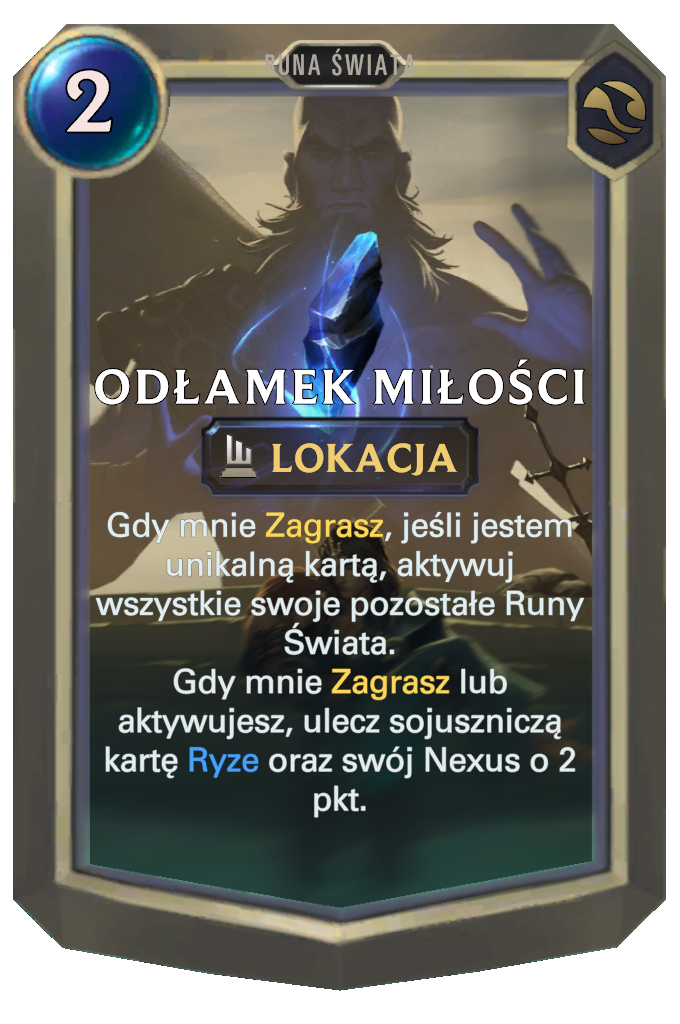 RUNA ŚWIATA
2
ODŁAMEK MIŁOŚCI
LOKACJA
Gdy mnie Zagrasz, jeśli jestem
unikalną kartą, aktywuj
wszystkie swoje pozostałe Runy
Świata.
Gdy mnie Zagrasz lub
aktywujesz, ulecz sojuszniczą
kartę Ryze oraz swój Nexus o 2
pkt.